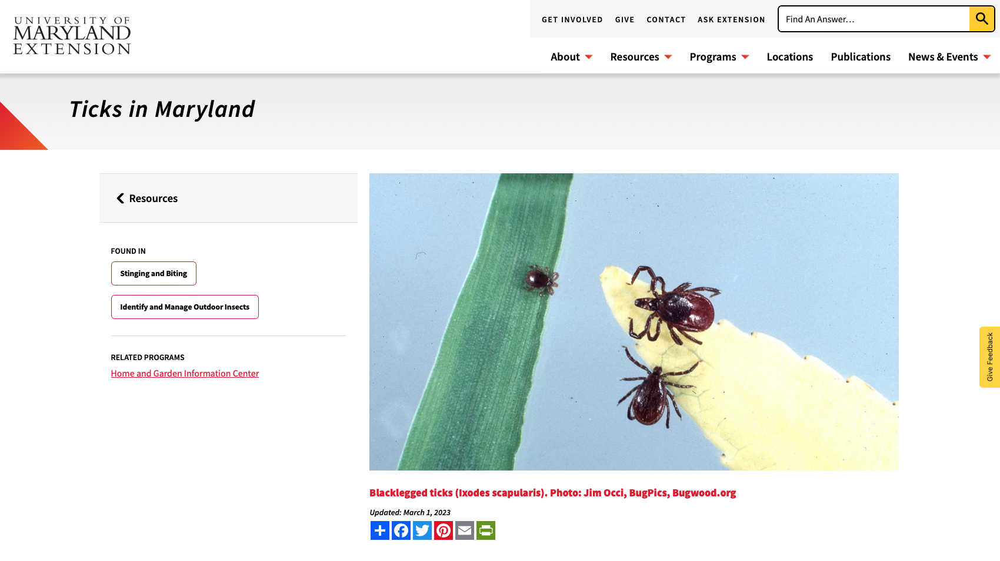 UNIVERSITY OF
MARYLAND
EXTENSION
GET INVOLVED GIVE CONTACT ASK EXTENSION Find An Answer...
About Resources Programs Locations Publications News & Events
Ticks in Maryland
Resources
FOUND IN
Stinging and Biting
Identify and Manage Outdoor Insects
RELATED PROGRAMS
Home and Garden Information Center
Blacklegged ticks (Ixodes scapularis). Photo: Jim Occi, BugPics, Bugwood.org
Updated: March 1, 2023
Give Feedback